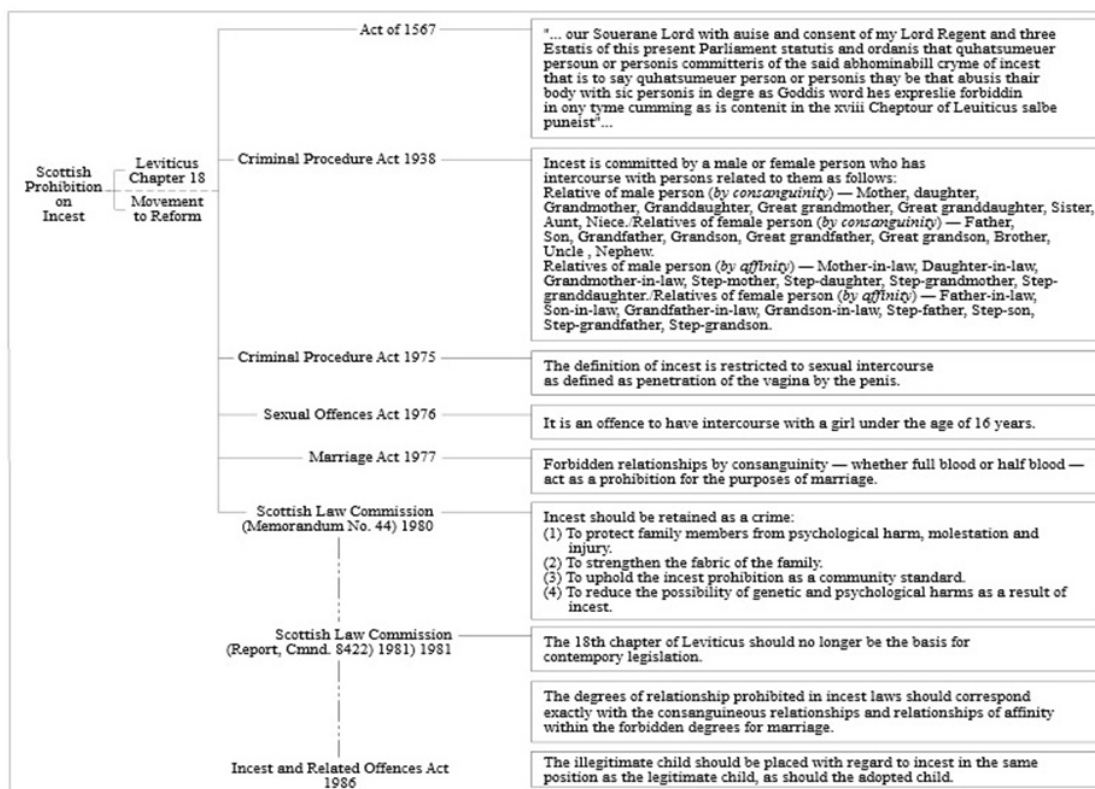 Scottish
Prohibition
on
Incest
Leviticus
Chapter 18
Movement
to Reform
Act of 1567
"... our Souerane Lord with auise and consent of my Lord Regent and three
Estatis of this present Parliament statutis and ordanis that quhatsumeuer
persoun or personis committeris of the said abhominabill cryme of incest
that is to say quhatsumeuer person or personis thay be that abusis thair
body with sic personis in degre as Goddis word hes expreslie forbiddin
in ony tyme cumming as is contenit in the xviii Cheptour of Leuiticus salbe
puneist"...
Criminal Procedure Act 1938
Incest is committed by a male or female person who has
intercourse with persons related to them as follows:
Relative of male person (by consanguinity) — Mother, daughter,
Grandmother, Granddaughter, Great grandmother, Great granddaughter, Sister,
Aunt, Niece./Relatives of female person (by consanguinity) — Father,
Son, Grandfather, Grandson, Great grandfather, Great grandson, Brother,
Uncle , Nephew.
Relatives of male person (by affinity) — Mother-in-law, Daughter-in-law,
Grandmother-in-law, Step-mother, Step-daughter, Step-grandmother, Step-
granddaughter./Relatives of female person (by affinity) — Father-in-law,
Son-in-law, Grandfather-in-law, Grandson-in-law, Step-father, Step-son,
Step-grandfather, Step-grandson.
Criminal Procedure Act 1975
The definition of incest is restricted to sexual intercourse
as defined as penetration of the vagina by the penis.
Sexual Offences Act 1976
It is an offence to have intercourse with a girl under the age of 16 years.
Marriage Act 1977
Forbidden relationships by consanguinity — whether full blood or half blood —
act as a prohibition for the purposes of marriage.
Scottish Law Commission
(Memorandum No. 44) 1980
Incest should be retained as a crime:
(1) To protect family members from psychological harm, molestation and
injury.
(2) To strengthen the fabric of the family.
(3) To uphold the incest prohibition as a community standard.
(4) To reduce the possibility of genetic and psychological harms as a result of
incest.
Scottish Law Commission
(Report, Cmnd. 8422) 1981) 1981
The 18th chapter of Leviticus should no longer be the basis for
contempory legislation.
The degrees of relationship prohibited in incest laws should correspond
exactly with the consanguineous relationships and relationships of affinity
within the forbidden degrees for marriage.
Incest and Related Offences Act
1986
The illegitimate child should be placed with regard to incest in the same
position as the legitimate child, as should the adopted child.